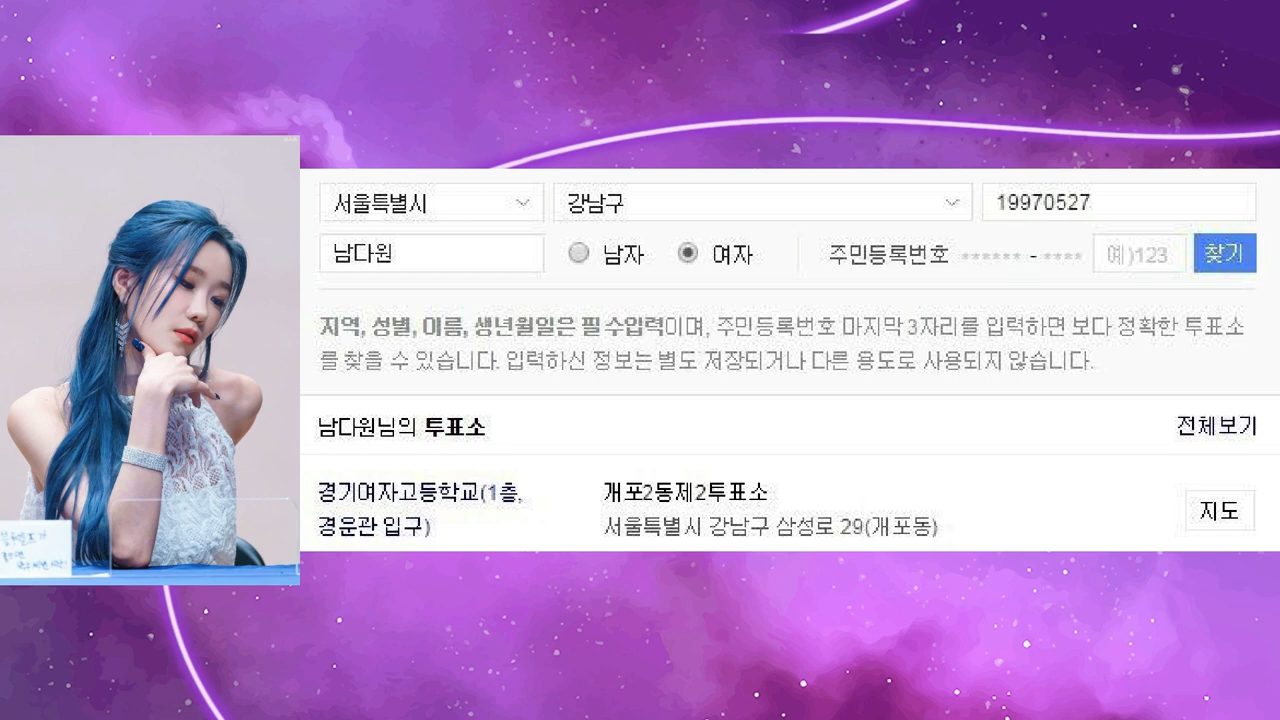 서울특별시 강남구 19970527
남다원 남자 여자 주민등록번호 ****** - **** 예)123 찾기
지역, 성별, 이름, 생년월일은 필수입력이며, 주민등록번호 마지막 3자리를 입력하면 보다 정확한 투표소
를 찾을 수 있습니다. 입력하신 정보는 별도 저장되거나 다른 용도로 사용되지 않습니다.
남다원님의 투표소 전체보기
경기여자고등학교(1층, 개포2동제2투표소
경운관 입구) 서울특별시 강남구 삼성로 29(개포동) 지도